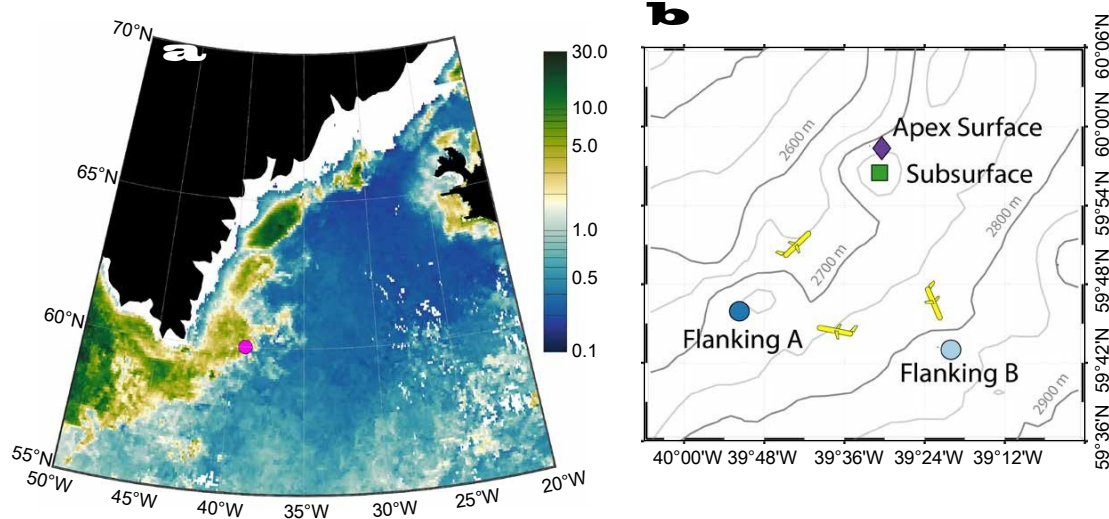 a
70°N
65°N
60°N
55°N
50°W
45°W
40°W
35°W
30°W
25°W
20°W
30.0
10.0
5.0
1.0
0.5
0.1
b
Apex Surface
Subsurface
Flanking A
Flanking B
2600 m
2700 m
2800 m
2900 m
60°06'N
60°00'N
59°54'N
59°48'N
59°42'N
59°36'N
40°00'W
39°48'W
39°36'W
39°24'W
39°12'W